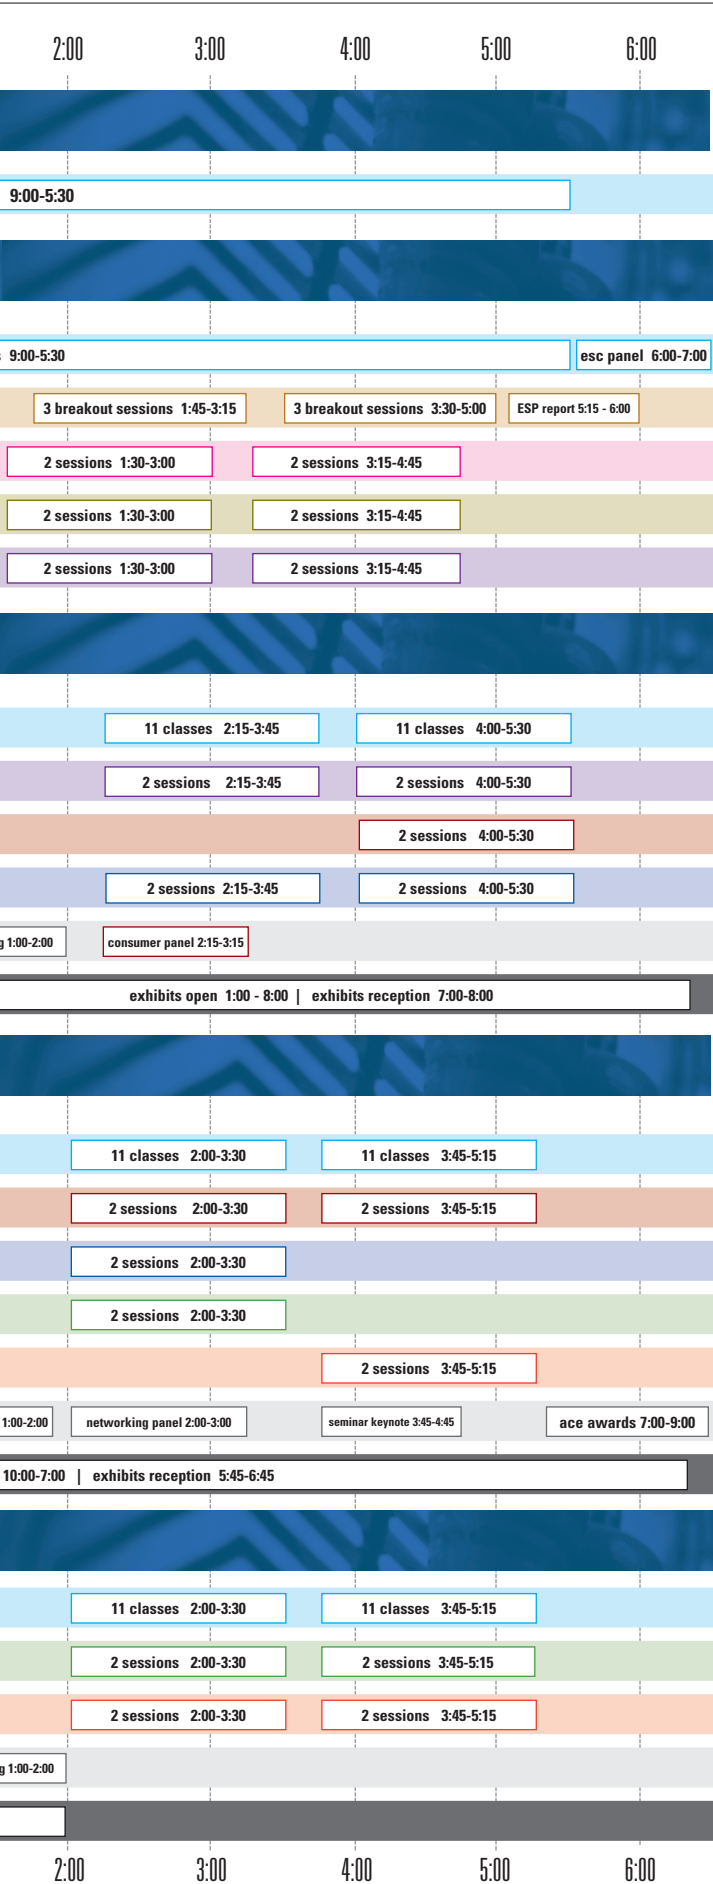 2:00 3:00 4:00 5:00 6:00
9:00-5:30
9:00-5:30 esc panel 6:00-7:00
3 breakout sessions 1:45-3:15 3 breakout sessions 3:30-5:00 ESP report 5:15 - 6:00
2 sessions 1:30-3:00 2 sessions 3:15-4:45
2 sessions 1:30-3:00 2 sessions 3:15-4:45
2 sessions 1:30-3:00 2 sessions 3:15-4:45
11 classes 2:15-3:45 11 classes 4:00-5:30
2 sessions 2:15-3:45 2 sessions 4:00-5:30
2 sessions 4:00-5:30
2 sessions 2:15-3:45 2 sessions 4:00-5:30
g 1:00-2:00 consumer panel 2:15-3:15
exhibits open 1:00 - 8:00 | exhibits reception 7:00-8:00
11 classes 2:00-3:30 11 classes 3:45-5:15
2 sessions 2:00-3:30 2 sessions 3:45-5:15
2 sessions 2:00-3:30
2 sessions 2:00-3:30
2 sessions 3:45-5:15
1:00-2:00 networking panel 2:00-3:00 seminar keynote 3:45-4:45 ace awards 7:00-9:00
10:00-7:00 | exhibits reception 5:45-6:45
11 classes 2:00-3:30 11 classes 3:45-5:15
2 sessions 2:00-3:30 2 sessions 3:45-5:15
2 sessions 2:00-3:30 2 sessions 3:45-5:15
g 1:00-2:00
2:00 3:00 4:00 5:00 6:00